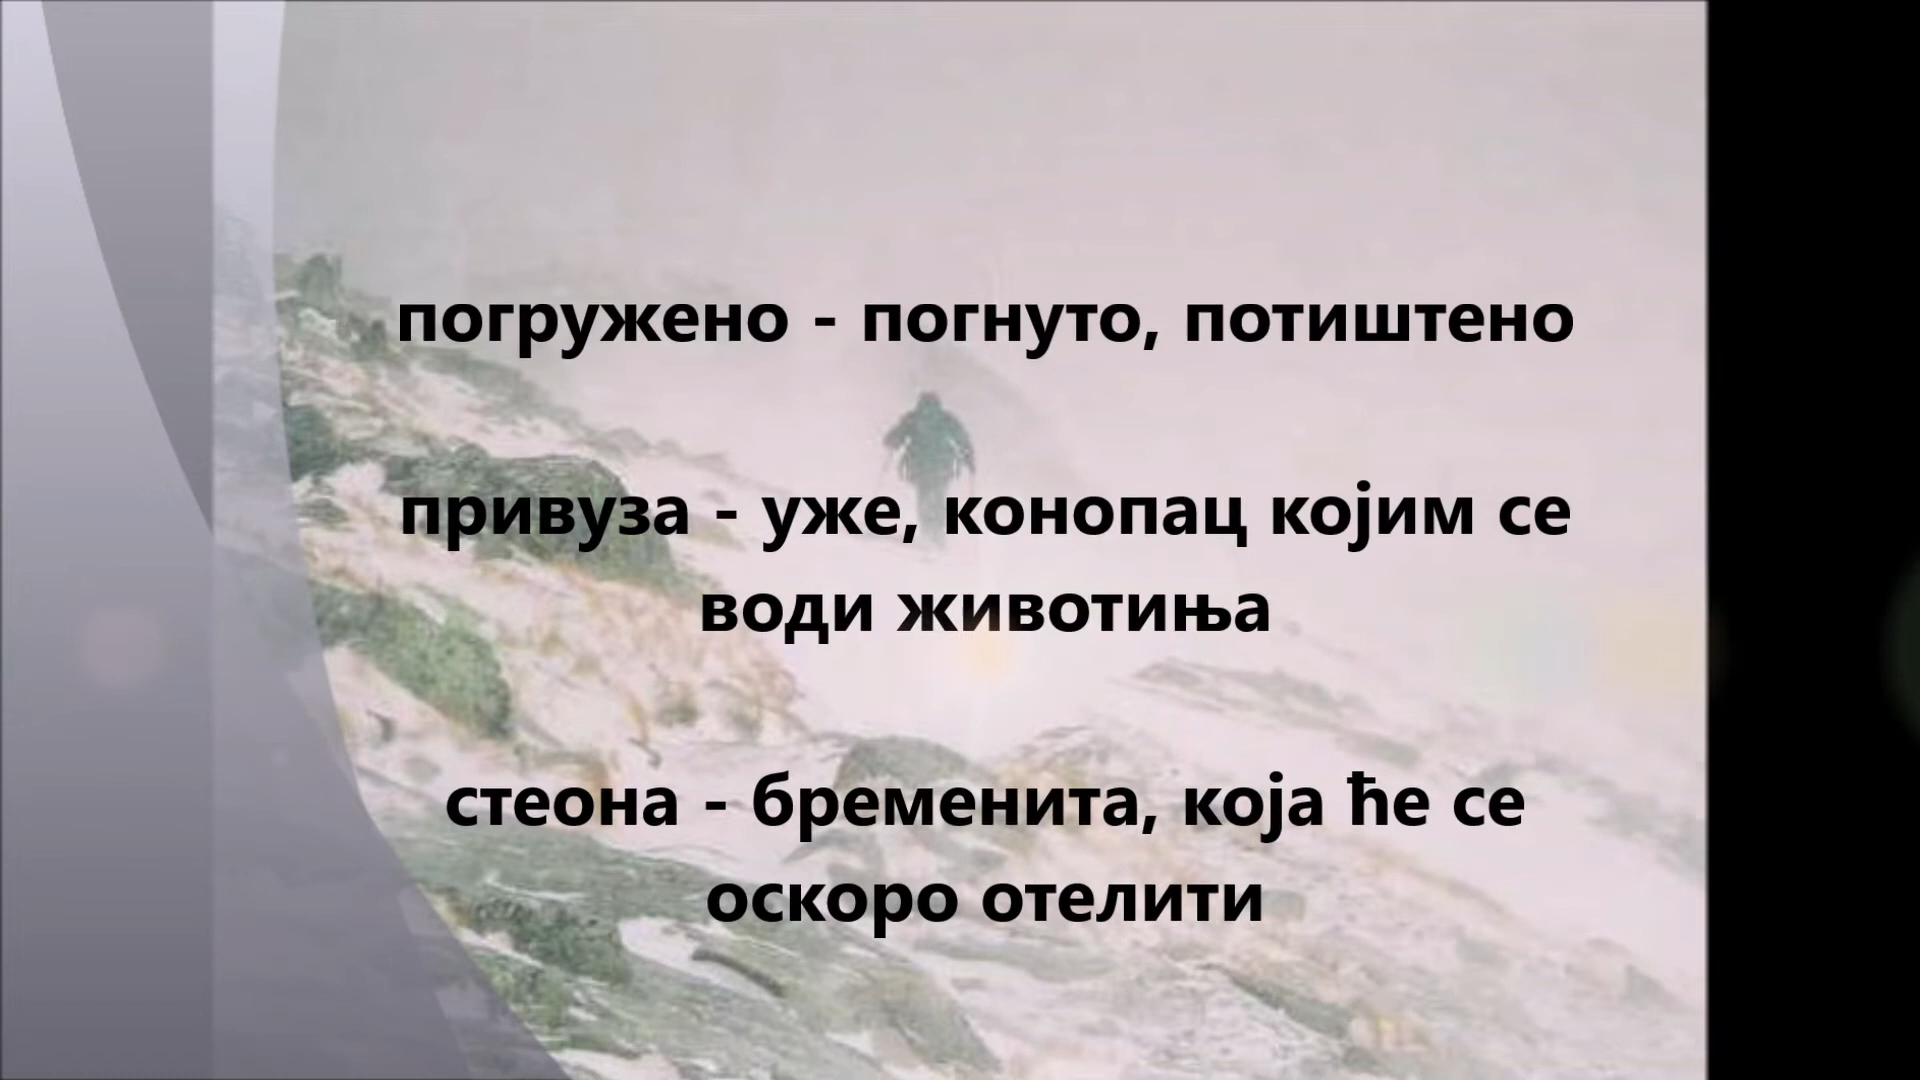 погружено - погнуто, потиштено
привуза - уже, конопац којим се
води животиња
стеона - бременита, која ће се
оскоро отелити